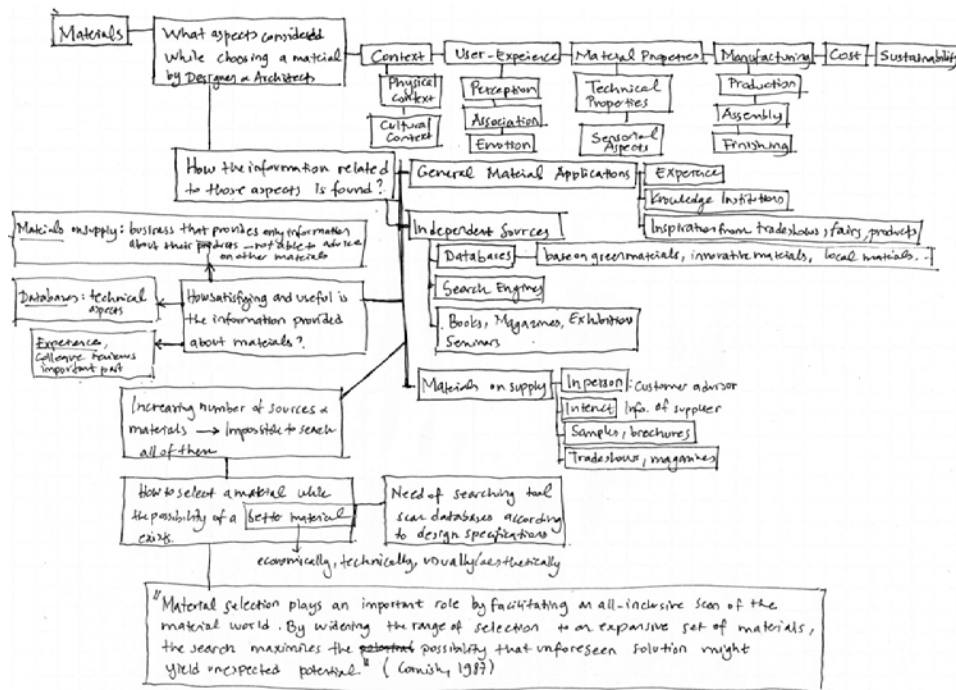 Materials
What aspects considered
while choosing a material
by Designer & Architects
Context
Physical
Context
Cultural
Context
User-Experience
Perception
Association
Emotion
Material Properties
Technical
Properties
Sensorial
Aspects
Manufacturing
Production
Assembly
Finishing
Cost
Sustainability
How the information related
to those aspects is found?
General Material Applications
Experience
Knowledge Institutions
Inspiration from tradeshows, fairs, products
Independent Sources
Databases
base on green materials, innovative materials, local materials...
Search Engines
Books, Magazines, Exhibition
Seminars
Materials on supply
In person: Customer advisor
Internet Info. of supplier
Samples, brochures
Tradeshows, magazines
Materials on supply: business that provides only information
about their products - not able to advice
on other materials
Databases: technical
aspects
Experiences,
colleague reviews
important part
How satisfying and useful is
the information provided
about materials?
Increasing number of sources &
materials → Impossible to search
all of them
How to select a material while
the possibility of a better material
exists.
economically, technically, visually/aesthetically
Need of searching tool
scan databases according
to design specifications
"Material selection plays an important role by facilitating an all-inclusive scan of the
material world. By widening the range of selection to an expansive set of materials,
the search maximizes the possibility that unforeseen solution might
yield unexpected potential" (Cornish, 1987)